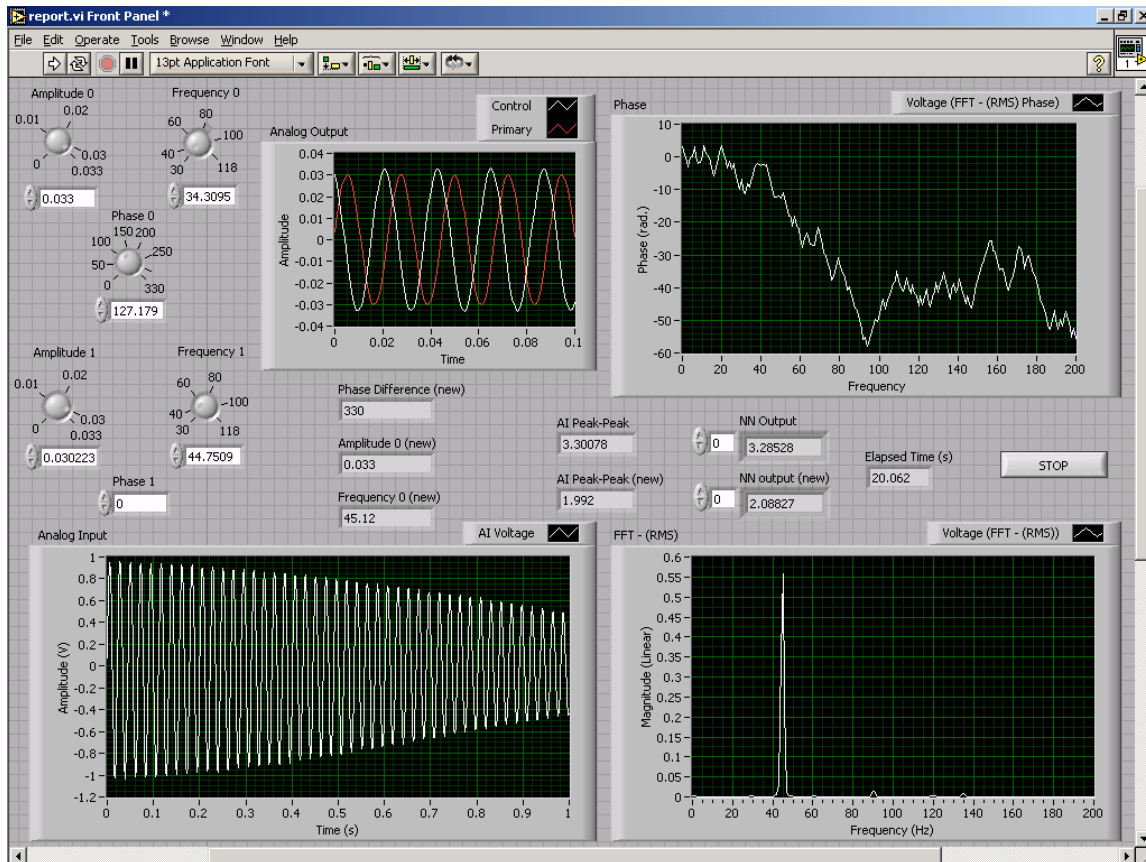 report.vi Front Panel *
File Edit Operate Tools Browse Window Help
13pt Application Font
? 1
Amplitude 0
0 0.01 0.02 0.03 0.033
0.033
Frequency 0
30 40 60 80 100 118
34.3095
Phase 0
0 50 100 150 200 250 330
127.179
Analog Output
Control
Primary
Amplitude
0.04
0.03
0.02
0.01
0
-0.01
-0.02
-0.03
-0.04
0 0.02 0.04 0.06 0.08 0.1
Time
Phase
Voltage (FFT - (RMS) Phase)
Phase (rad.)
10
0
-10
-20
-30
-40
-50
-60
0 20 40 60 80 100 120 140 160 180 200
Frequency
Amplitude 1
0 0.01 0.02 0.03 0.033
0.030223
Frequency 1
30 40 60 80 100 118
44.7509
Phase 1
0
Phase Difference (new)
330
Amplitude 0 (new)
0.033
Frequency 0 (new)
45.12
AI Peak-Peak
3.30078
AI Peak-Peak (new)
1.992
NN Output
0 3.28528
NN output (new)
0 2.08827
Elapsed Time (s)
20.062
STOP
Analog Input
AI Voltage
Amplitude (V)
1
0.8
0.6
0.4
0.2
0
-0.2
-0.4
-0.6
-0.8
-1
-1.2
0 0.1 0.2 0.3 0.4 0.5 0.6 0.7 0.8 0.9 1
Time (s)
FFT - (RMS)
Voltage (FFT - (RMS))
Magnitude (Linear)
0.6
0.55
0.5
0.45
0.4
0.35
0.3
0.25
0.2
0.15
0.1
0.05
0
0 20 40 60 80 100 120 140 160 180 200
Frequency (Hz)